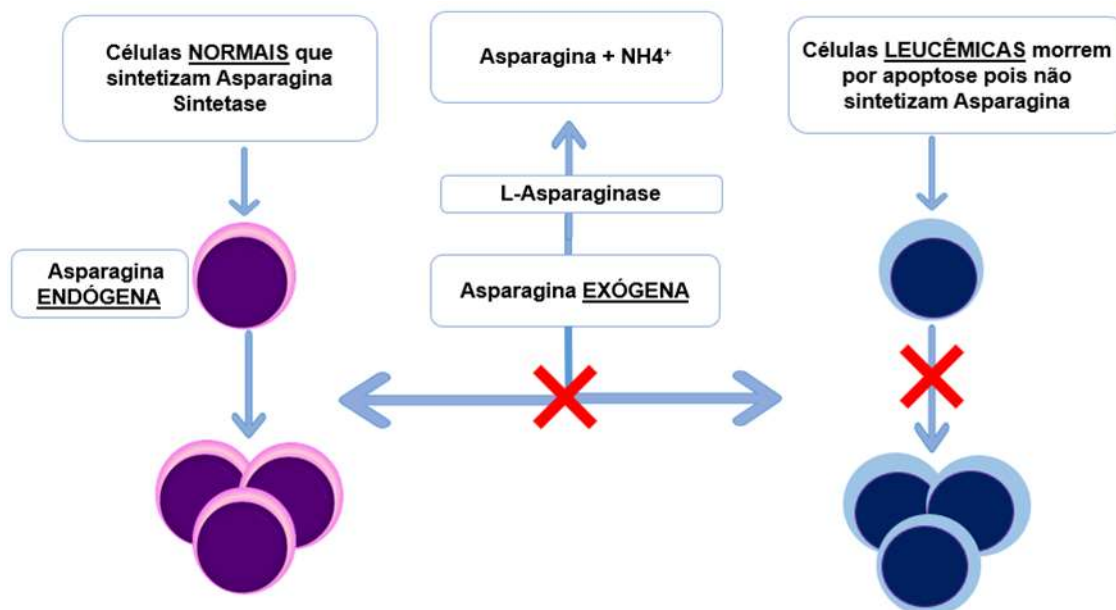 Células NORMAIS que
sintetizam Asparagina
Sintetase
Asparagina + NH4⁺
Células LEUCÊMICAS morrem
por apoptose pois não
sintetizam Asparagina
L-Asparaginase
Asparagina
ENDÓGENA
Asparagina EXÓGENA